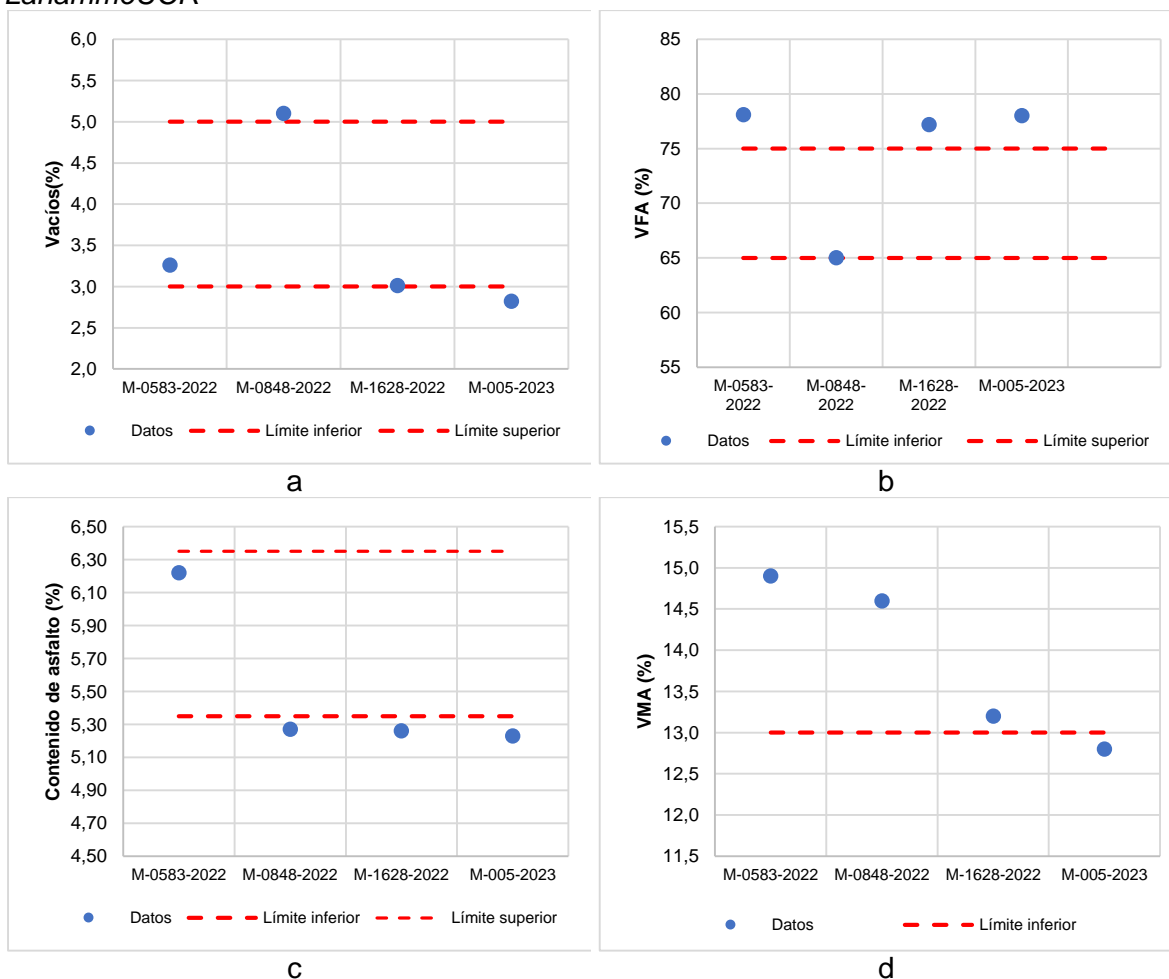 LanammeUCR
6,0
5,5
5,0
4,5
4,0
3,5
3,0
2,5
2,0
Vacíos(%)
M-0583-2022 M-0848-2022 M-1628-2022 M-005-2023
Datos Límite inferior Límite superior
a
85
80
75
70
65
60
55
VFA (%)
M-0583-2022 M-0848-2022 M-1628-2022 M-005-2023
Datos Límite inferior Límite superior
b
6,50
6,30
6,10
5,90
5,70
5,50
5,30
5,10
4,90
4,70
4,50
Contenido de asfalto (%)
M-0583-2022 M-0848-2022 M-1628-2022 M-005-2023
Datos Límite inferior Límite superior
c
15,5
15,0
14,5
14,0
13,5
13,0
12,5
12,0
11,5
VMA (%)
M-0583-2022 M-0848-2022 M-1628-2022 M-005-2023
Datos Límite inferior
d